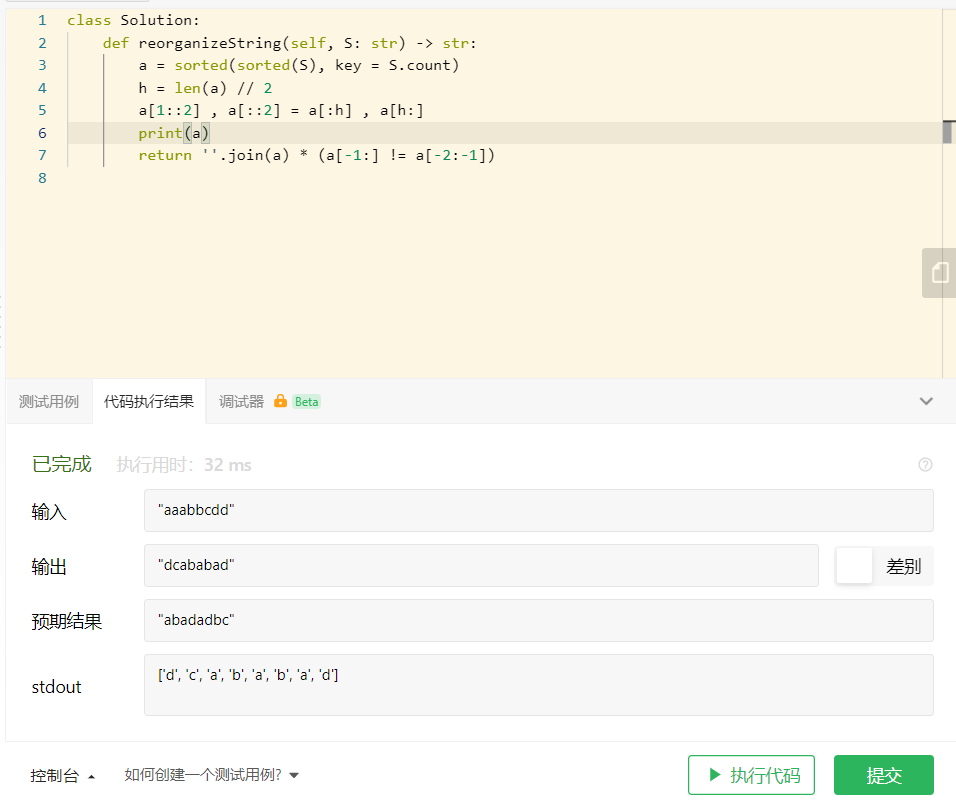 1 class Solution:
2     def reorganizeString(self, S: str) -> str:
3         a = sorted(sorted(S), key = S.count)
4         h = len(a) // 2
5         a[1::2] , a[::2] = a[:h] , a[h:]
6         print(a)
7         return ''.join(a) * (a[-1:] != a[-2:-1])
8
测试用例 代码执行结果 调试器 Beta
已完成 执行用时: 32 ms
输入 "aaabbcdd"
输出 "dcababad" 差别
预期结果 "abadadbc"
stdout ['d', 'c', 'a', 'b', 'a', 'b', 'a', 'd']
控制台 如何创建一个测试用例? 执行代码 提交